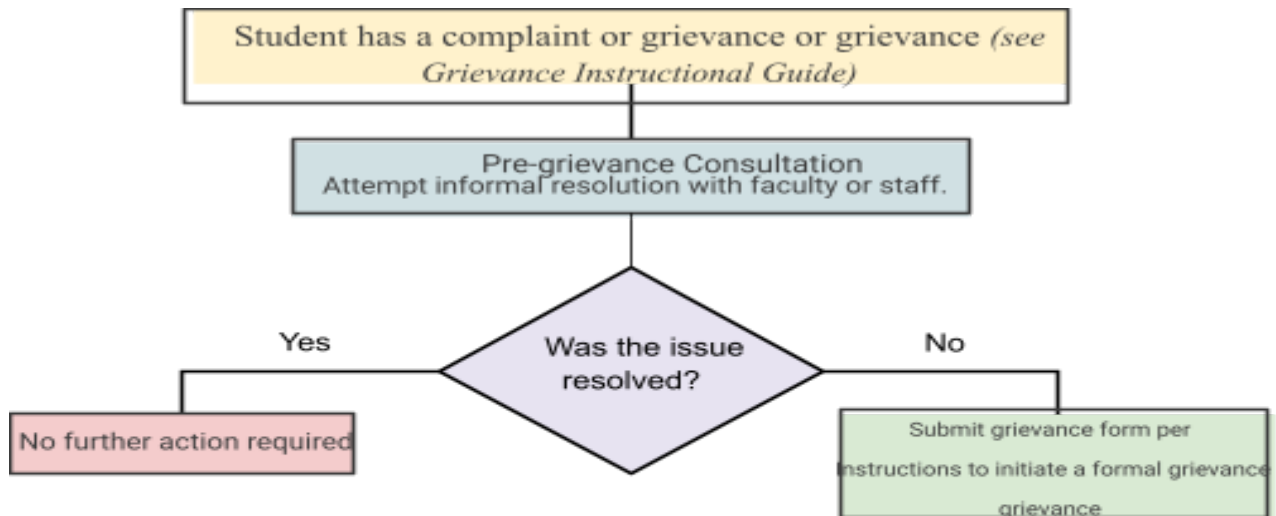 Student has a complaint or grievance or grievance (see
Grievance Instructional Guide)
Pre-grievance Consultation
Attempt informal resolution with faculty or staff.
Was the issue
resolved?
Yes
No
No further action required
Submit grievance form per
Instructions to initiate a formal grievance
grievance